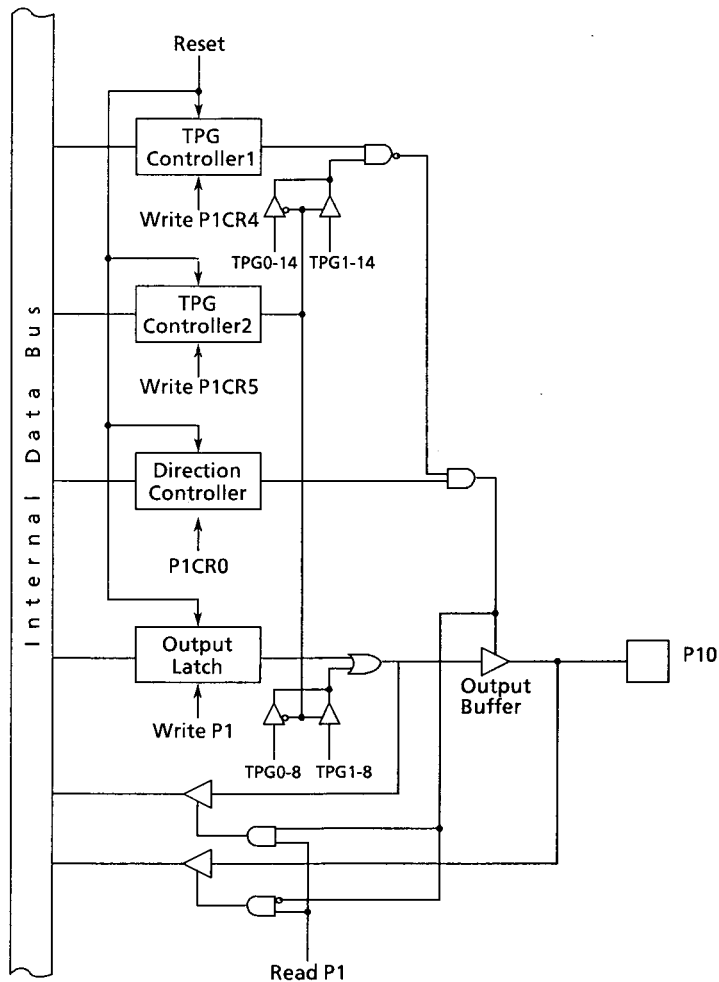 Reset
TPG
Controller1
Write P1CR4
TPG0-14
TPG1-14
TPG
Controller2
Write P1CR5
Internal Data Bus
Direction
Controller
P1CR0
Output
Latch
P10
Output
Buffer
Write P1
TPG0-8
TPG1-8
Read P1